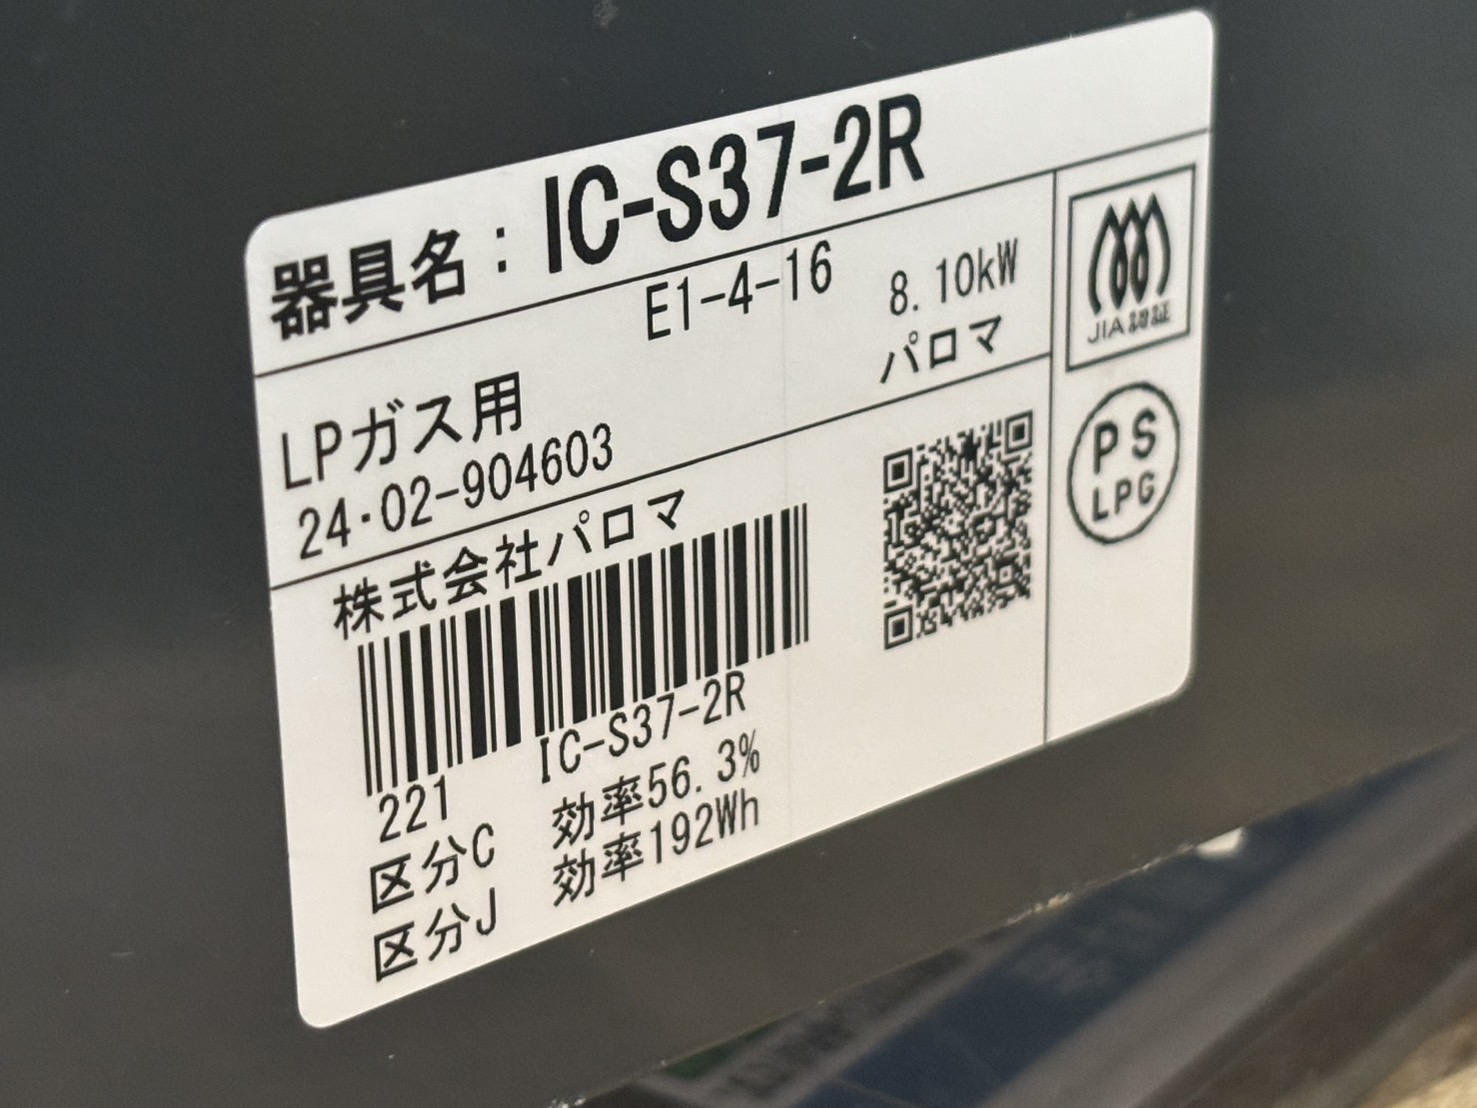 器具名：IC-S37-2R
E1-4-16
8.10kW
LPガス用
パロマ
24・02-904603
株式会社パロマ
221
IC-S37-2R
区分C 効率56.3%
区分J 効率192Wh
JIA認証
PS
LPG